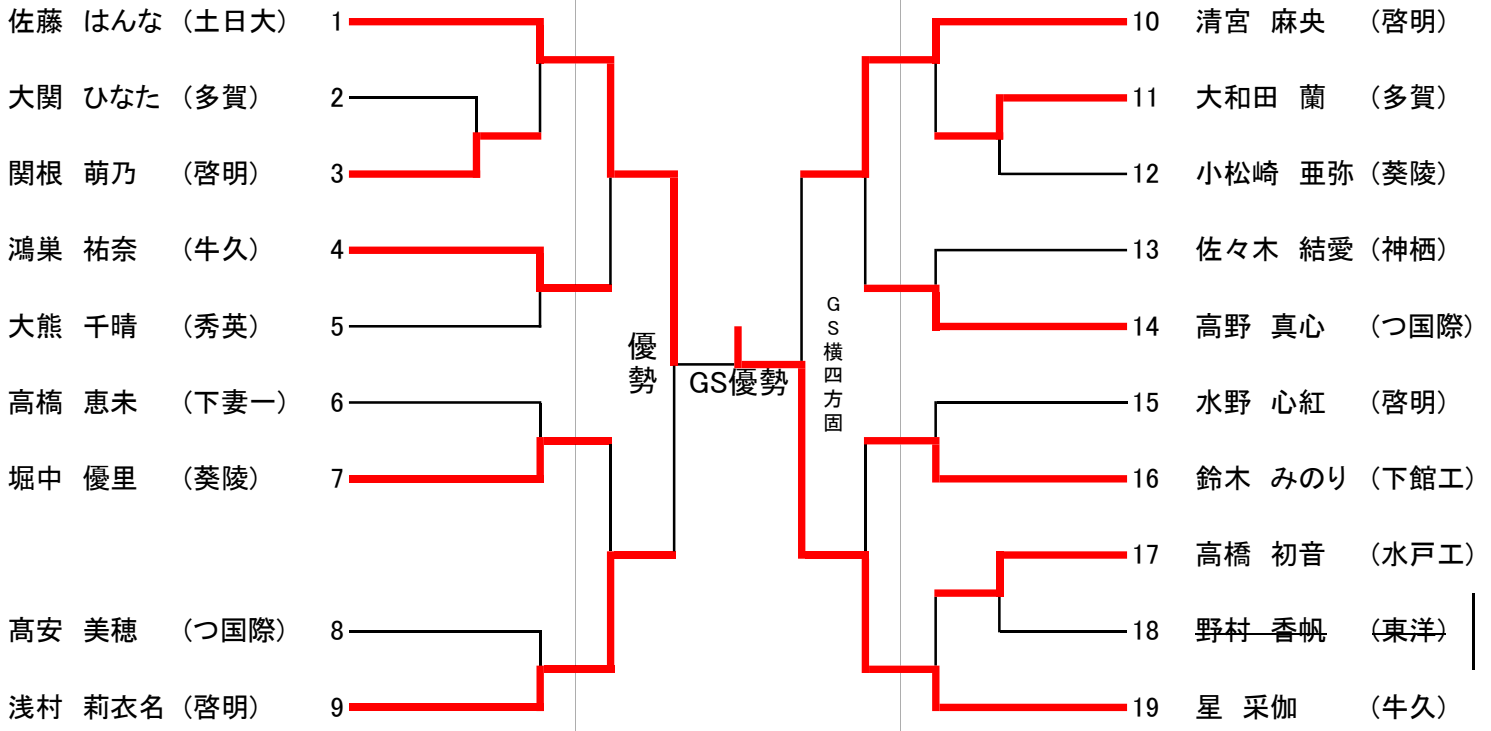 佐藤 はんな (土日大) 1
大関 ひなた (多賀) 2
関根 萌乃 (啓明) 3
鴻巣 祐奈 (牛久) 4
大熊 千晴 (秀英) 5
高橋 恵未 (下妻一) 6
堀中 優里 (葵陵) 7
髙安 美穂 (つ国際) 8
浅村 莉衣名 (啓明) 9
優勢
GS優勢
GS横四方固
10 清宮 麻央 (啓明)
11 大和田 蘭 (多賀)
12 小松崎 亜弥 (葵陵)
13 佐々木 結愛 (神栖)
14 高野 真心 (つ国際)
15 水野 心紅 (啓明)
16 鈴木 みのり (下館工)
17 高橋 初音 (水戸工)
18 野村 香帆 (東洋)
19 星 采伽 (牛久)